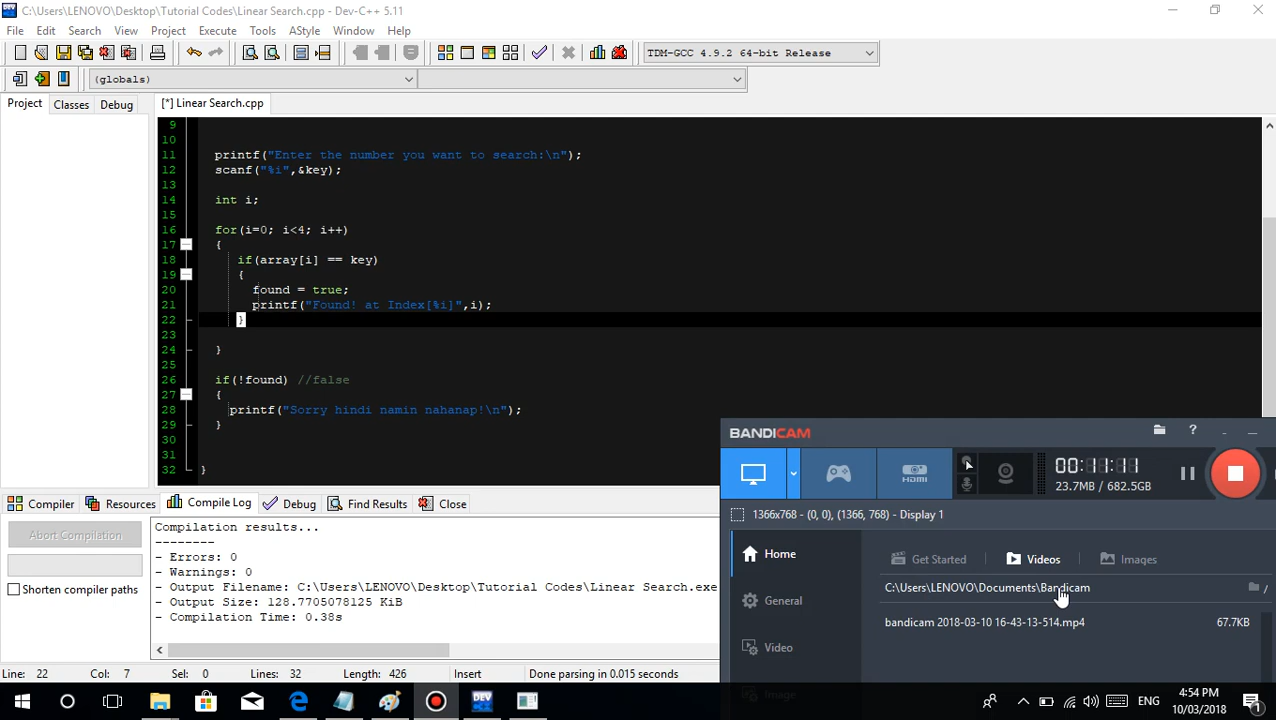 C:\Users\LENOVO\Desktop\Tutorial Codes\Linear Search.cpp - Dev-C++ 5.11
File Edit Search View Project Execute Tools AStyle Window Help
TDM-GCC 4.9.2 64-bit Release
(globals)
Project Classes Debug [*] Linear Search.cpp
9
10
11 printf("Enter the number you want to search:\n");
12 scanf("%i",&key);
13
14 int i;
15
16 for(i=0; i<4; i++)
17 {
18 if(array[i] == key)
19 {
20 found = true;
21 printf("Found! at Index[%i]",i);
22 }
23
24 }
25
26 if(!found) //false
27 {
28 printf("Sorry hindi namin nahanap!\n");
29 }
30
31
32 }
BANDICAM
HDMI
00:11:11
23.7MB / 682.5GB
1366x768 - (0, 0), (1366, 768) - Display 1
Home
General
Video
Image
Get Started Videos Images
C:\Users\LENOVO\Documents\Bandicam
bandicam 2018-03-10 16-43-13-514.mp4 67.7KB
Compiler Resources Compile Log Debug Find Results Close
Abort Compilation
Shorten compiler paths
Compilation results...
--------
- Errors: 0
- Warnings: 0
- Output Filename: C:\Users\LENOVO\Desktop\Tutorial Codes\Linear Search.exe
- Output Size: 128.7705078125 KiB
- Compilation Time: 0.38s
Line: 22 Col: 7 Sel: 0 Lines: 32 Length: 426 Insert Done parsing in 0.015 seconds
DEV
ENG
4:54 PM
10/03/2018